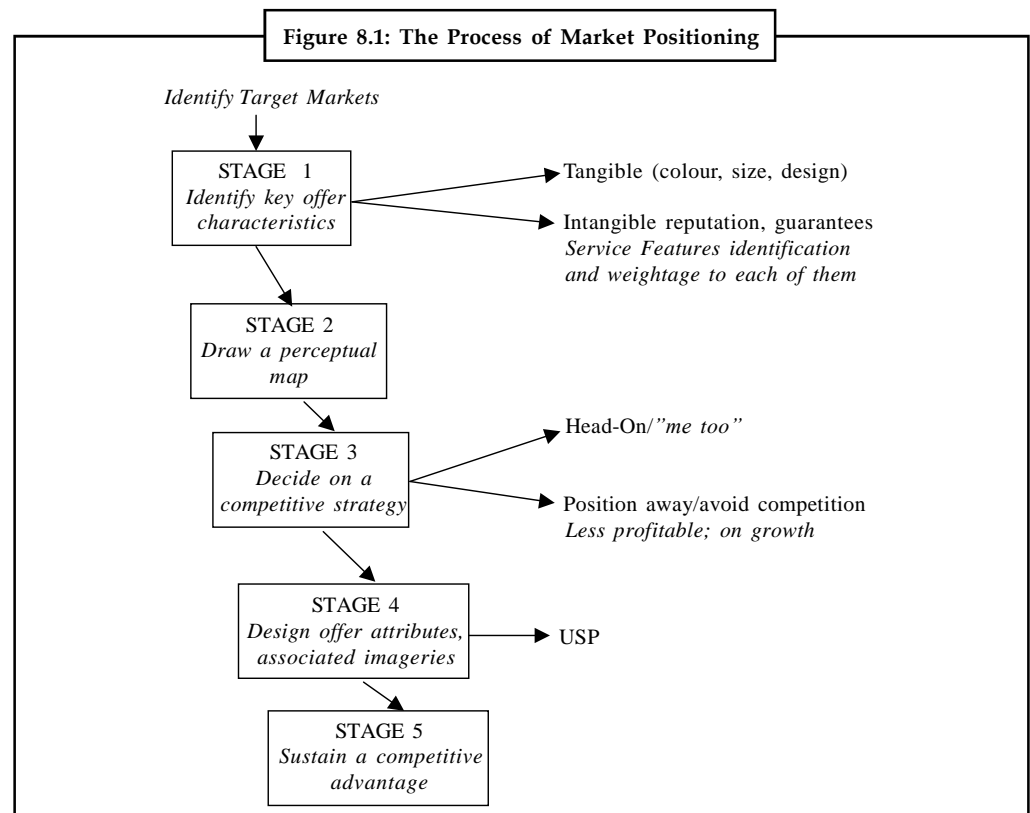 Figure 8.1: The Process of Market Positioning
Identify Target Markets
STAGE 1
Identify key offer
characteristics
Tangible (colour, size, design)
Intangible reputation, guarantees
Service Features identification
and weightage to each of them
STAGE 2
Draw a perceptual
map
STAGE 3
Decide on a
competitive strategy
Head-On/”me too”
Position away/avoid competition
Less profitable; on growth
STAGE 4
Design offer attributes,
associated imageries
USP
STAGE 5
Sustain a competitive
advantage